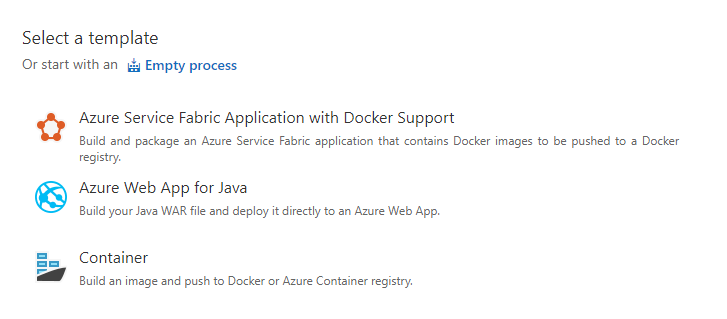 Select a template
Or start with an Empty process
Azure Service Fabric Application with Docker Support
Build and package an Azure Service Fabric application that contains Docker images to be pushed to a Docker
registry.
Azure Web App for Java
Build your Java WAR file and deploy it directly to an Azure Web App.
Container
Build an image and push to Docker or Azure Container registry.